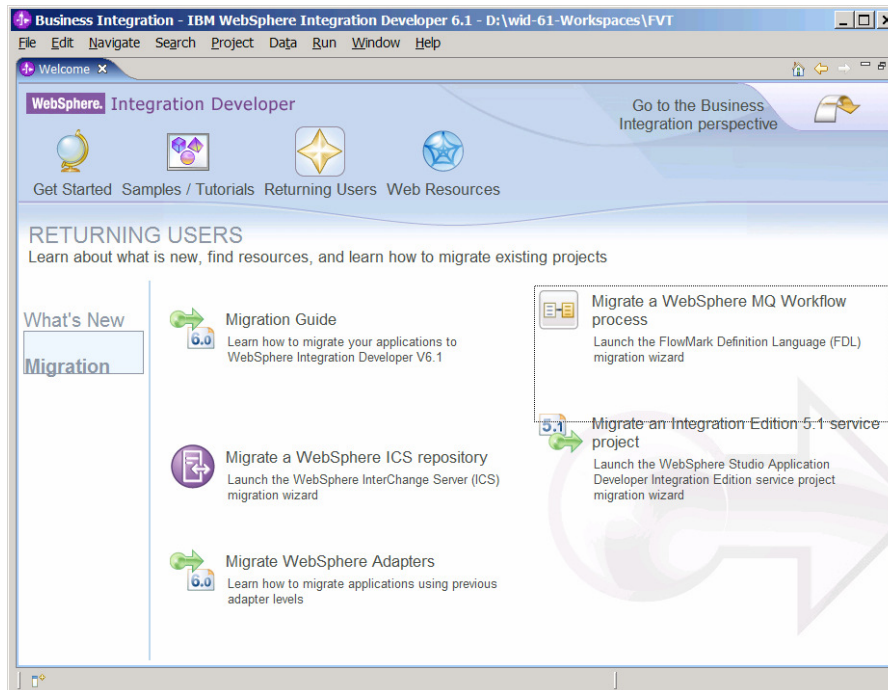 Business Integration - IBM WebSphere Integration Developer 6.1 - D:\wid-61-Workspaces\FVT
File Edit Navigate Search Project Data Run Window Help
Welcome
WebSphere. Integration Developer
Go to the Business
Integration perspective
Get Started Samples / Tutorials Returning Users Web Resources
RETURNING USERS
Learn about what is new, find resources, and learn how to migrate existing projects
What's New
Migration
6.0
Migration Guide
Learn how to migrate your applications to
WebSphere Integration Developer V6.1
Migrate a WebSphere MQ Workflow
process
Launch the FlowMark Definition Language (FDL)
migration wizard
Migrate a WebSphere ICS repository
Launch the WebSphere InterChange Server (ICS)
migration wizard
5.1
Migrate an Integration Edition 5.1 service
project
Launch the WebSphere Studio Application
Developer Integration Edition service project
migration wizard
6.0
Migrate WebSphere Adapters
Learn how to migrate applications using previous
adapter levels